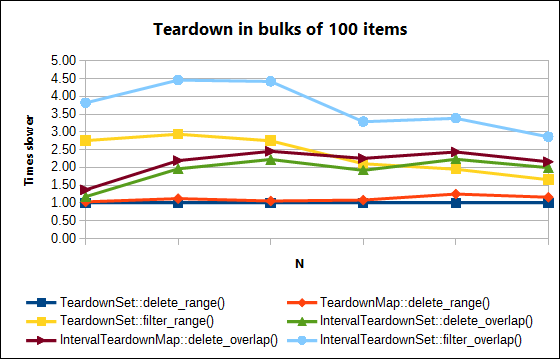 Teardown in bulks of 100 items
5.00
4.50
4.00
3.50
3.00
2.50
2.00
1.50
1.00
0.50
0.00
Times slower
N
TeardownSet::delete_range() TeardownMap::delete_range()
TeardownSet::filter_range() IntervalTeardownSet::delete_overlap()
IntervalTeardownMap::delete_overlap() IntervalTeardownSet::filter_overlap()